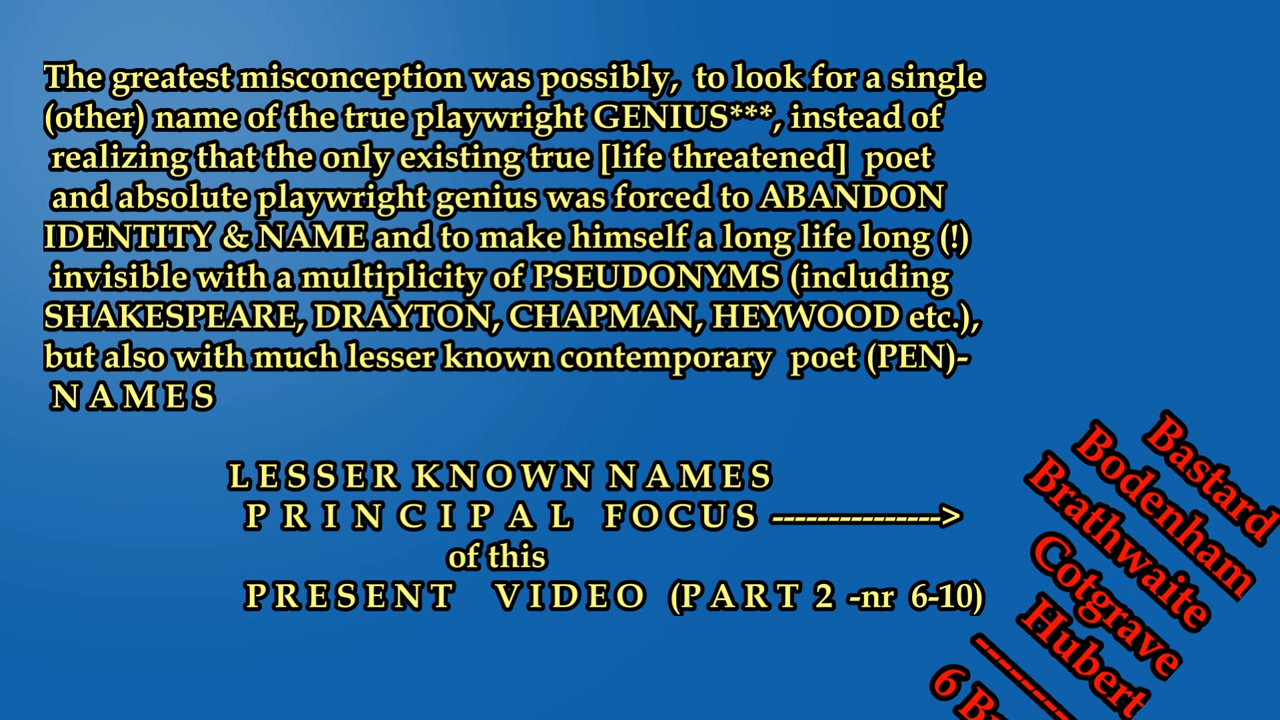 The greatest misconception was possibly, to look for a single
(other) name of the true playwright GENIUS***, instead of
realizing that the only existing true [life threatened] poet
and absolute playwright genius was forced to ABANDON
IDENTITY & NAME and to make himself a long life long (!)
invisible with a multiplicity of PSEUDONYMS (including
SHAKESPEARE, DRAYTON, CHAPMAN, HEYWOOD etc.),
but also with much lesser known contemporary poet (PEN)-
N A M E S
L E S S E R K N O W N N A M E S
P R I N C I P A L F O C U S --------------->
of this
P R E S E N T V I D E O (P A R T 2 -nr 6-10)
Bastard
Bodenham
Brathwaite
Cotgrave
Hubert
---------
6